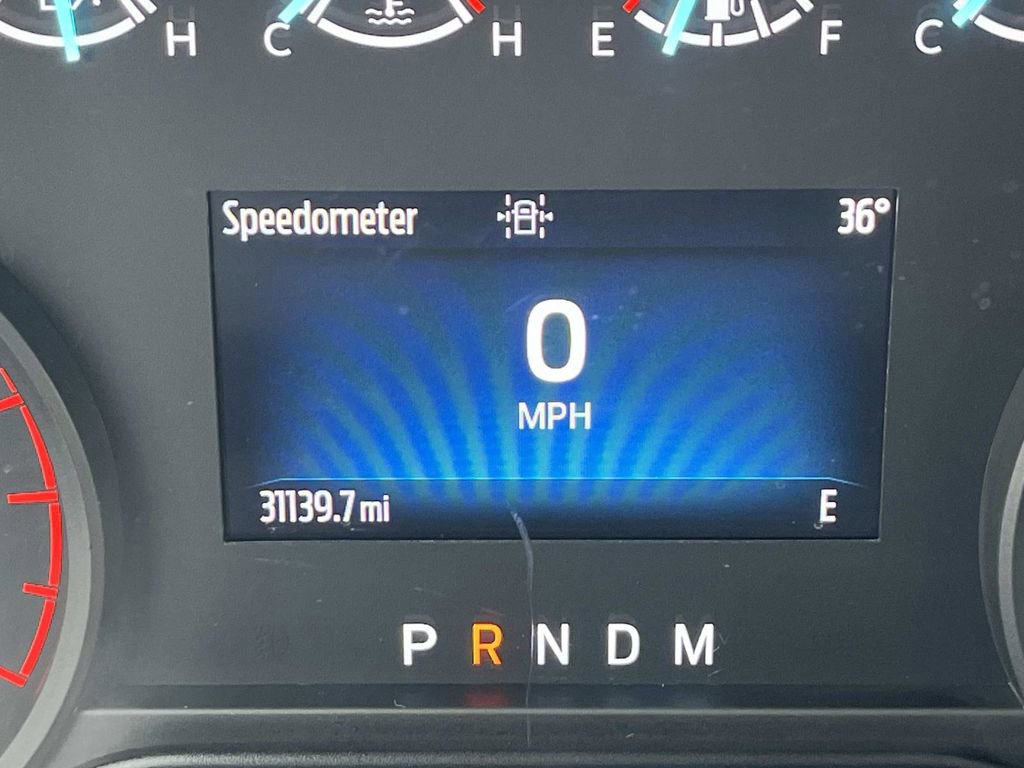 H C H E F C
Speedometer 36°
0
MPH
31139.7 mi E
P R N D M